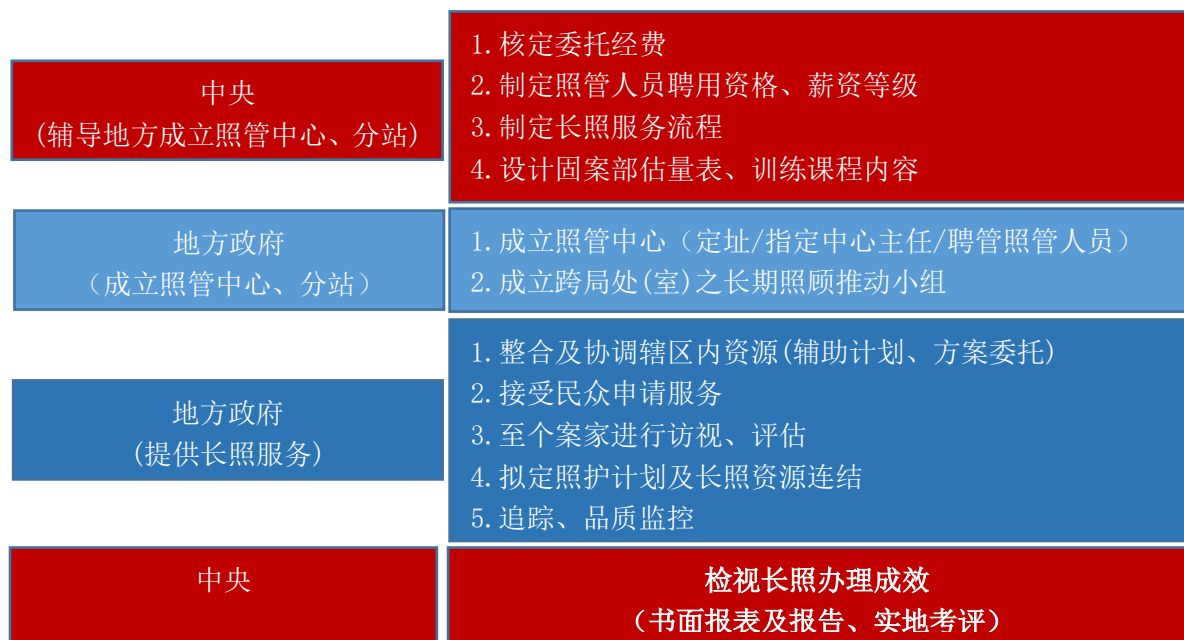 中央
(辅导地方成立照管中心、分站)
1.核定委托经费
2.制定照管人员聘用资格、薪资等级
3.制定长照服务流程
4.设计固案部估量表、训练课程内容
地方政府
（成立照管中心、分站）
1.成立照管中心（定址/指定中心主任/聘管照管人员）
2.成立跨局处(室)之长期照顾推动小组
地方政府
(提供长照服务)
1.整合及协调辖区内资源(辅助计划、方案委托)
2.接受民众申请服务
3.至个案家进行访视、评估
4.拟定照护计划及长照资源连结
5.追踪、品质监控
中央
检视长照办理成效
（书面报表及报告、实地考评）